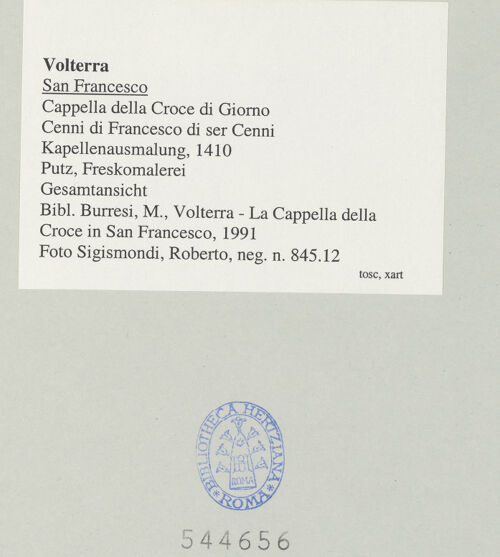 Volterra
San Francesco
Cappella della Croce di Giorno
Cenni di Francesco di ser Cenni
Kapellenausmalung, 1410
Putz, Freskomalerei
Gesamtansicht
Bibl. Burresi, M., Volterra - La Cappella della
Croce in San Francesco, 1991
Foto Sigismondi, Roberto, neg. n. 845.12
tosc, xart
BIBLIOTHECA HERTZIANA
ROMA
ROMA
544656